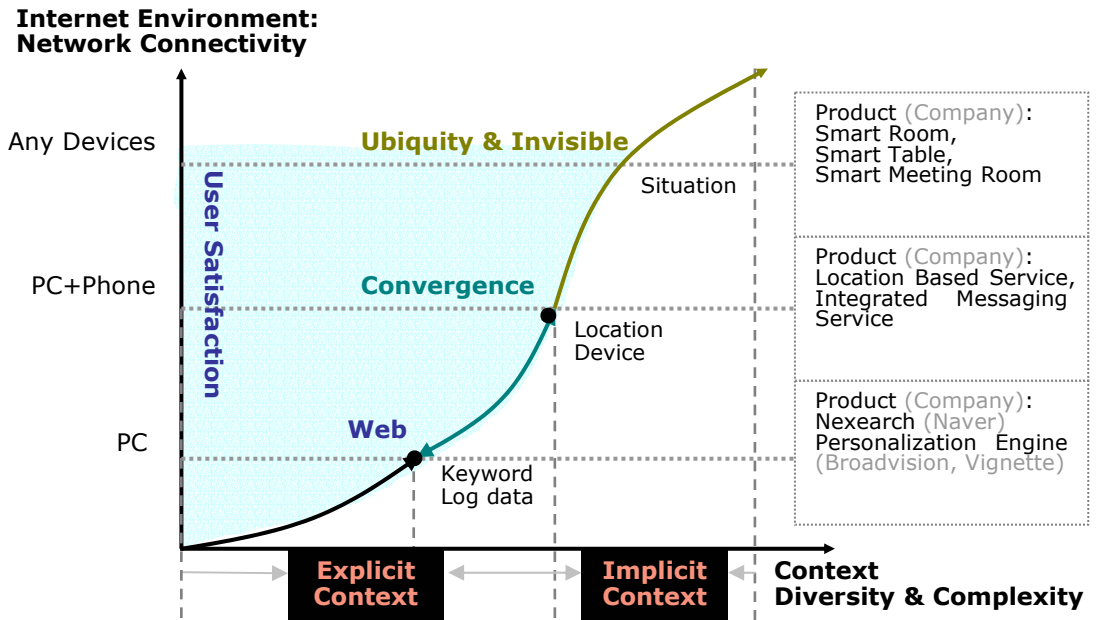 Internet Environment:
Network Connectivity
Any Devices
PC+Phone
PC
User Satisfaction
Ubiquity & Invisible
Situation
Convergence
Location
Device
Web
Keyword
Log data
Product (Company):
Smart Room,
Smart Table,
Smart Meeting Room
Product (Company):
Location Based Service,
Integrated Messaging
Service
Product (Company):
Nexearch (Naver)
Personalization Engine
(Broadvision, Vignette)
Explicit
Context
Implicit
Context
Context
Diversity & Complexity